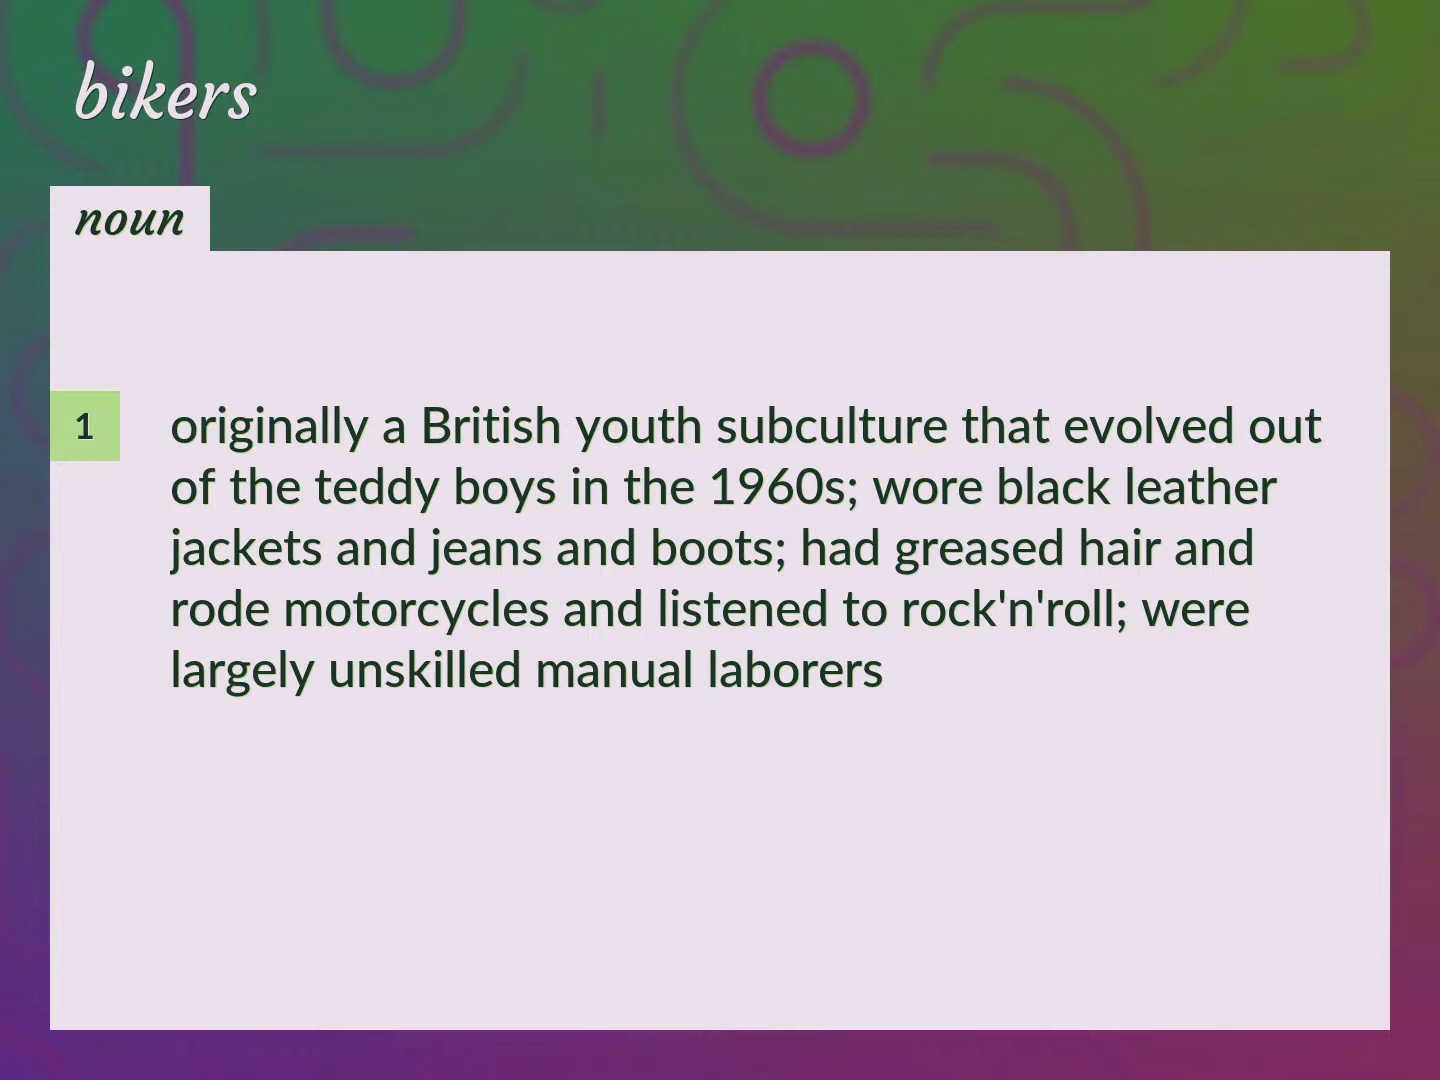 bikers
noun
1
originally a British youth subculture that evolved out
of the teddy boys in the 1960s; wore black leather
jackets and jeans and boots; had greased hair and
rode motorcycles and listened to rock'n'roll; were
largely unskilled manual laborers